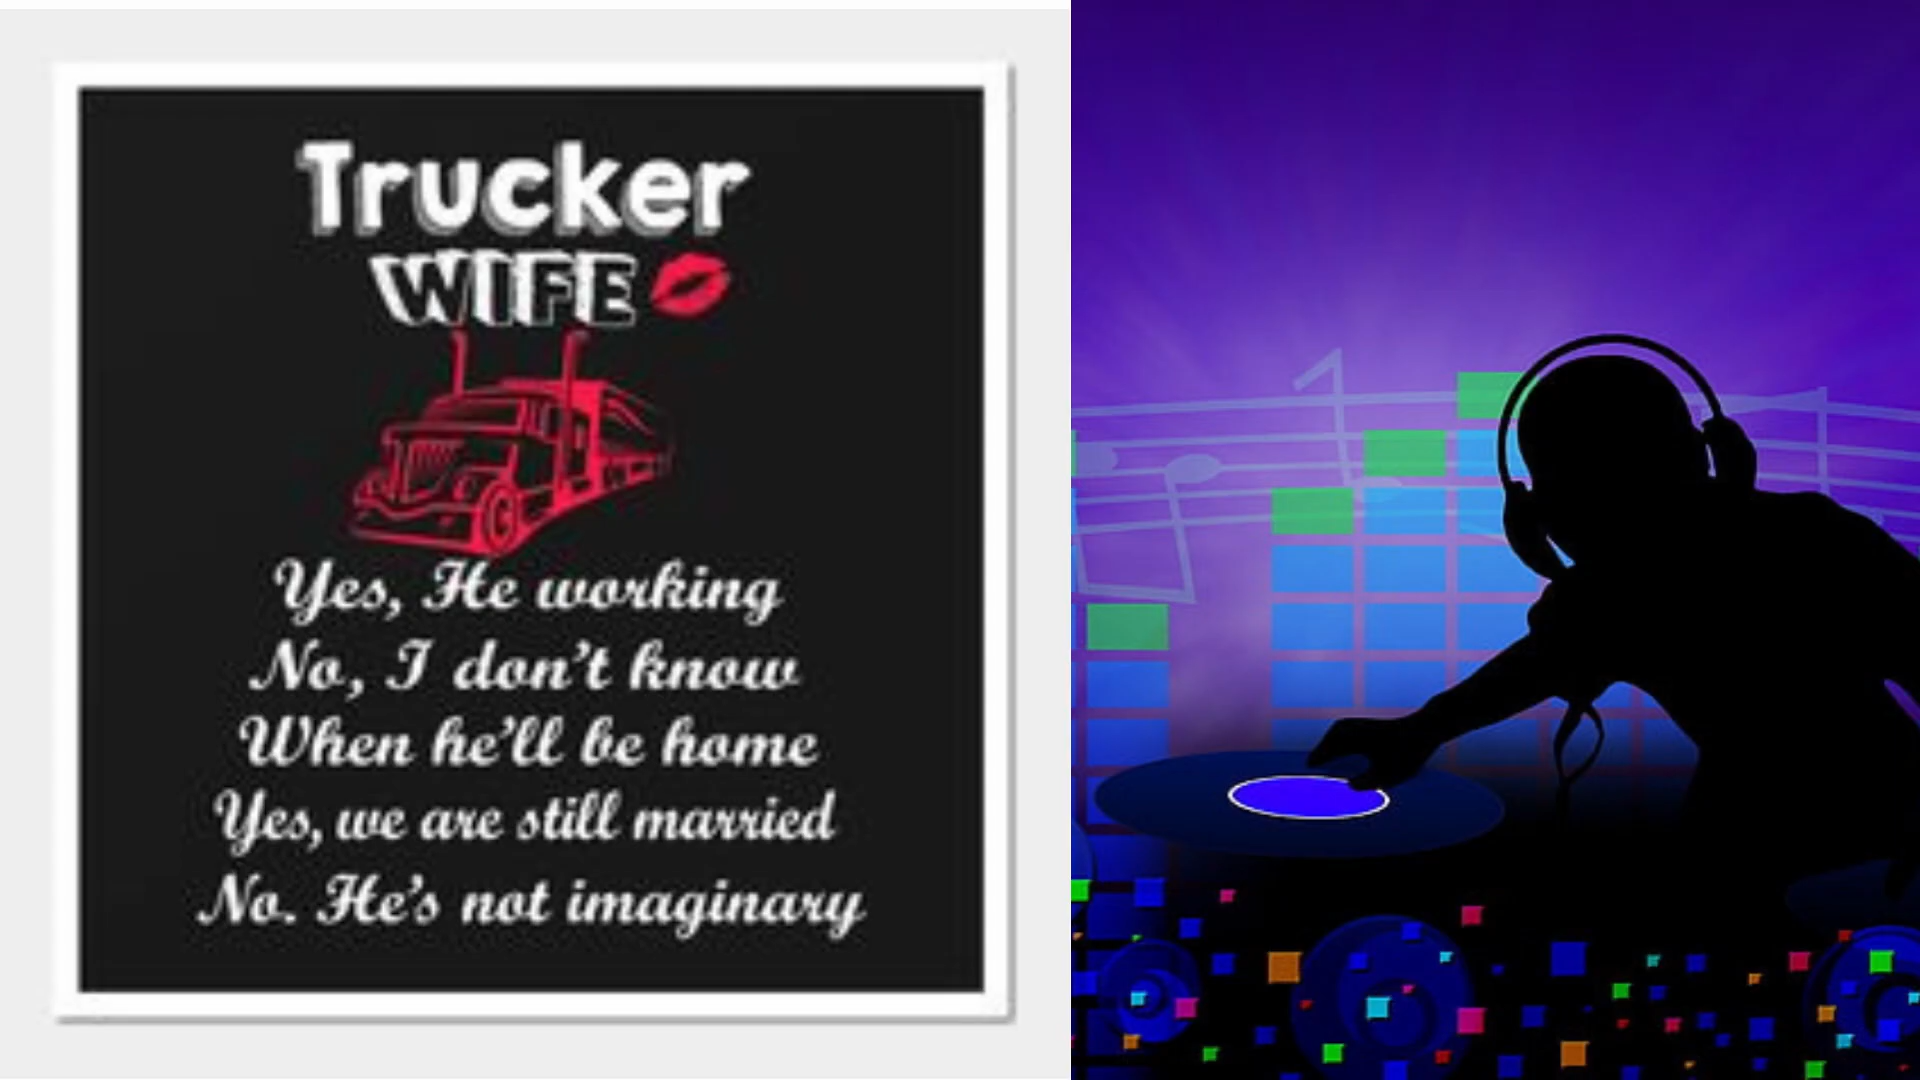 Trucker
WIFE
Yes, He working
No, I don't know
When he'll be home
Yes, we are still married
No. He's not imaginary